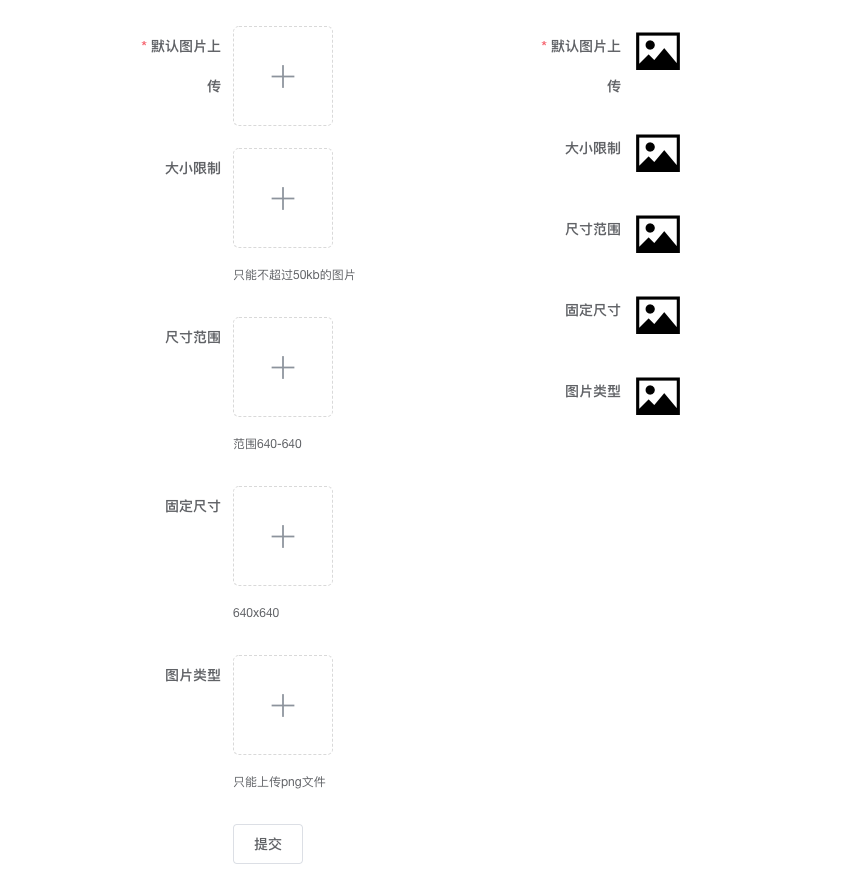 * 默认图片上
传
大小限制
只能不超过50kb的图片
尺寸范围
范围640-640
固定尺寸
640x640
图片类型
只能上传png文件
提交
* 默认图片上
传
大小限制
尺寸范围
固定尺寸
图片类型